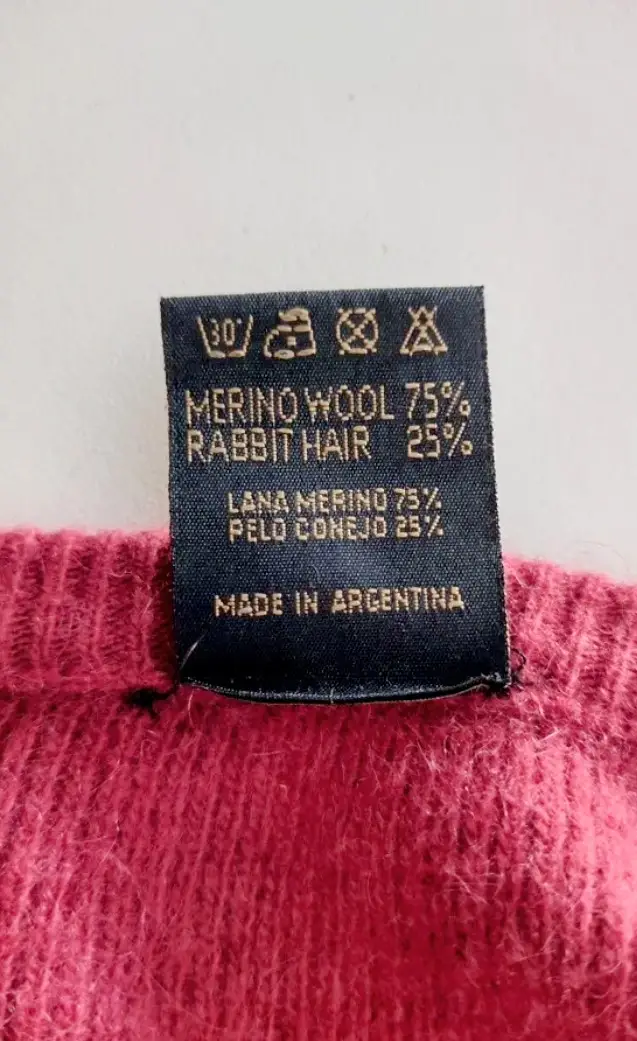 30°
MERINO WOOL 75%
RABBIT HAIR 25%
LANA MERINO 75%
PELO CONEJO 25%
MADE IN ARGENTINA